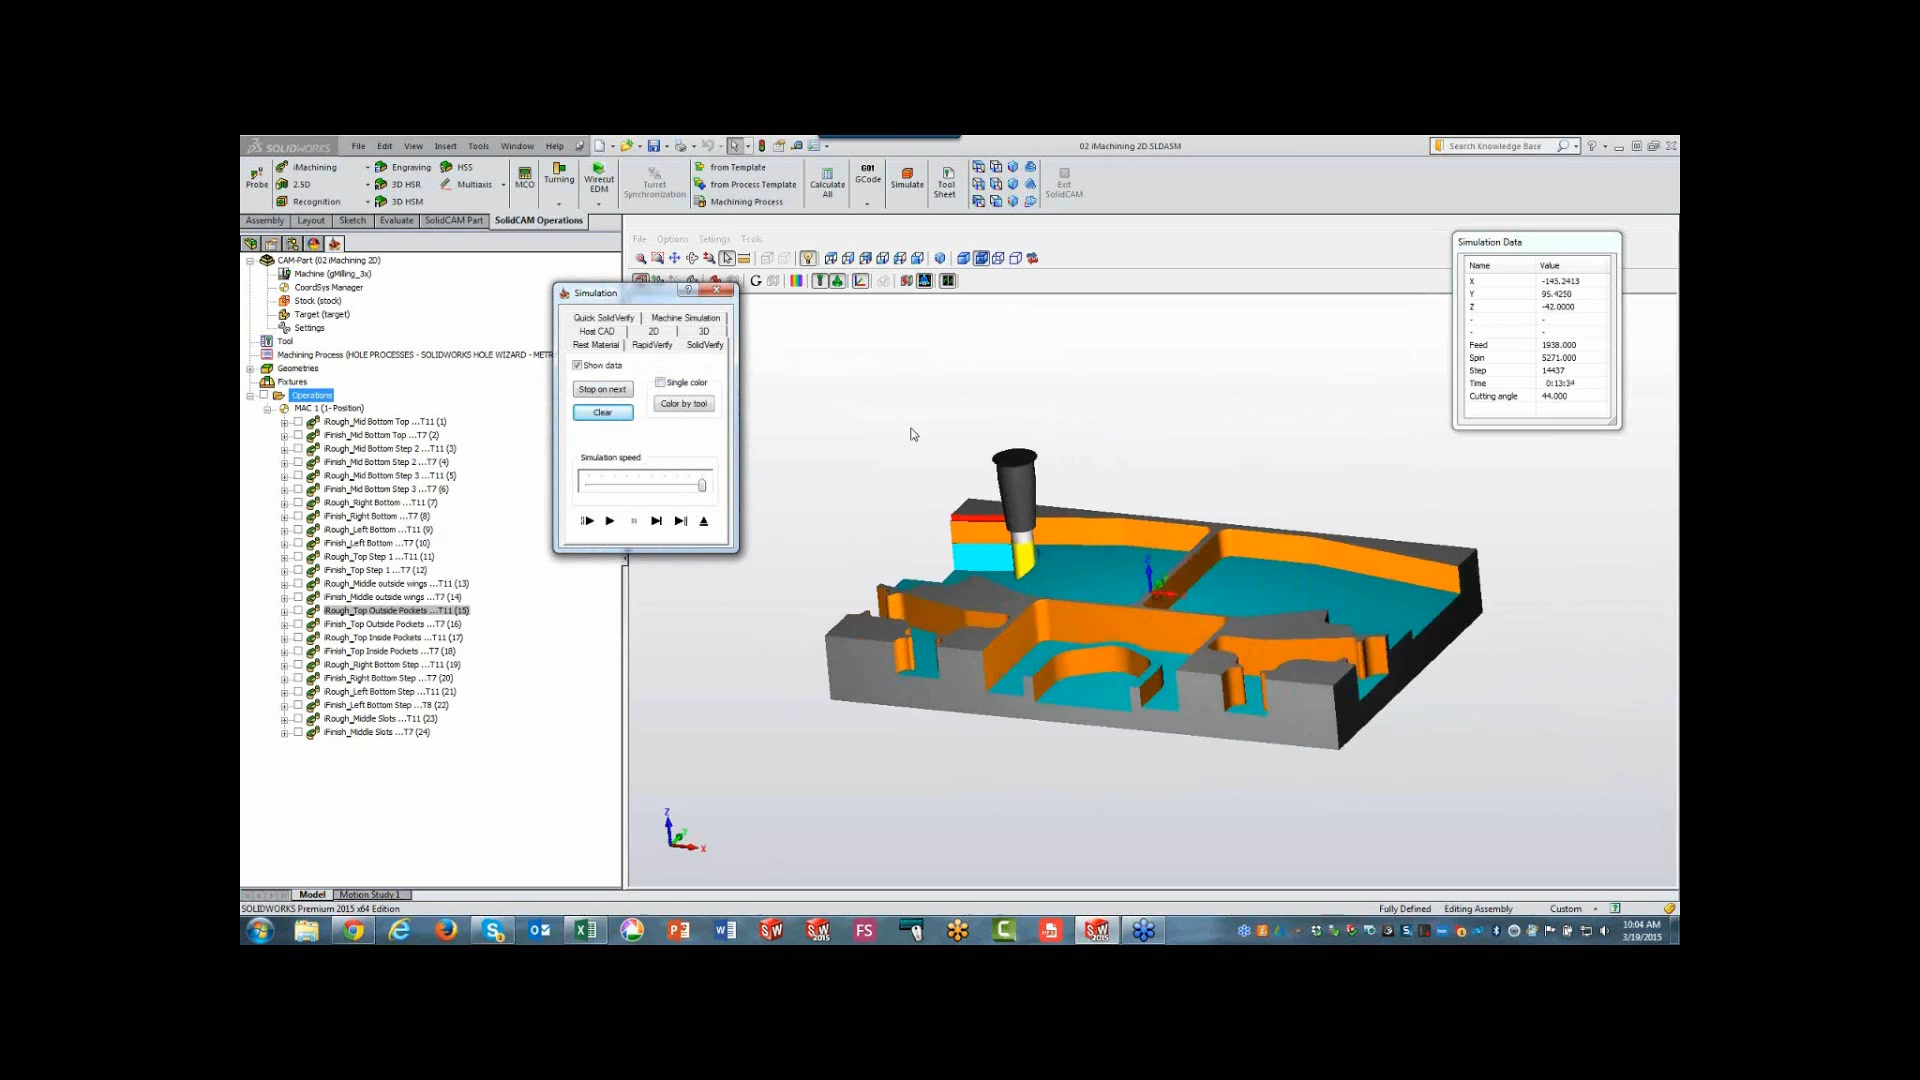 SOLIDWORKS File Edit View Insert Tools Window Help 02 iMachining 2D.SLDASM Search Knowledge Base
Probe
iMachining
2.5D
Recognition
Engraving
3D HSR
3D HSM
HSS
Multiaxis
MCO
Turning
Wirecut EDM
Turret Synchronization
from Template
from Process Template
Machining Process
Calculate All
G01
GCode
Simulate
Tool Sheet
Exit SolidCAM
Assembly Layout Sketch Evaluate SolidCAM Part SolidCAM Operations
CAM-Part (02 iMachining 2D)
Machine (gMilling_3x)
CoordSys Manager
Stock (stock)
Target (target)
Settings
Tool
Machining Process (HOLE PROCESSES - SOLIDWORKS HOLE WIZARD - METR
Geometries
Fixtures
Operations
MAC 1 (1- Position)
iRough_Mid Bottom Top ...T11 (1)
iFinish_Mid Bottom Top ...T7 (2)
iRough_Mid Bottom Step 2 ...T11 (3)
iFinish_Mid Bottom Step 2 ...T7 (4)
iRough_Mid Bottom Step 3 ...T11 (5)
iFinish_Mid Bottom Step 3 ...T7 (6)
iRough_Right Bottom ...T11 (7)
iFinish_Right Bottom ...T7 (8)
iRough_Left Bottom ...T11 (9)
iFinish_Left Bottom ...T7 (10)
iRough_Top Step 1 ...T11 (11)
iFinish_Top Step 1 ...T7 (12)
iRough_Middle outside wings ...T11 (13)
iFinish_Middle outside wings ...T7 (14)
iRough_Top Outside Pockets ...T11 (15)
iFinish_Top Outside Pockets ...T7 (16)
iRough_Top Inside Pockets ...T11 (17)
iFinish_Top Inside Pockets ...T7 (18)
iRough_Right Bottom Step ...T11 (19)
iFinish_Right Bottom Step ...T7 (20)
iRough_Left Bottom Step ...T11 (21)
iFinish_Left Bottom Step ...T8 (22)
iRough_Middle Slots ...T11 (23)
iFinish_Middle Slots ...T7 (24)
File Options Settings Tools
Simulation
Quick SolidVerify Machine Simulation
Host CAD 2D 3D
Rest Material RapidVerify SolidVerify
Show data
Stop on next
Single color
Clear
Color by tool
Simulation speed
Simulation Data
Name Value
X -145.2413
Y 95.4250
Z -42.0000
- -
- -
Feed 1938.000
Spin 5271.000
Step 14437
Time 0:13:34
Cutting angle 44.000
Z
Z
Y
X
Model Motion Study 1
SOLIDWORKS Premium 2015 x64 Edition Fully Defined Editing Assembly Custom
10:04 AM
3/19/2015